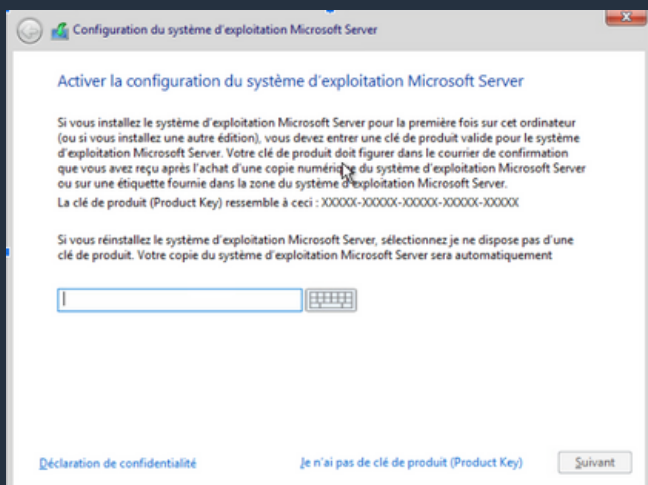 Configuration du système d'exploitation Microsoft Server
Activer la configuration du système d'exploitation Microsoft Server
Si vous installez le système d'exploitation Microsoft Server pour la première fois sur cet ordinateur
(ou si vous installez une autre édition), vous devez entrer une clé de produit valide pour le système
d'exploitation Microsoft Server. Votre clé de produit doit figurer dans le courrier de confirmation
que vous avez reçu après l'achat d'une copie numérique du système d'exploitation Microsoft Server
ou sur une étiquette fournie dans la zone du système d'exploitation Microsoft Server.
La clé de produit (Product Key) ressemble à ceci : XXXXX-XXXXX-XXXXX-XXXXX-XXXXX
Si vous réinstallez le système d'exploitation Microsoft Server, sélectionnez je ne dispose pas d'une
clé de produit. Votre copie du système d'exploitation Microsoft Server sera automatiquement
Déclaration de confidentialité
Je n'ai pas de clé de produit (Product Key)
Suivant